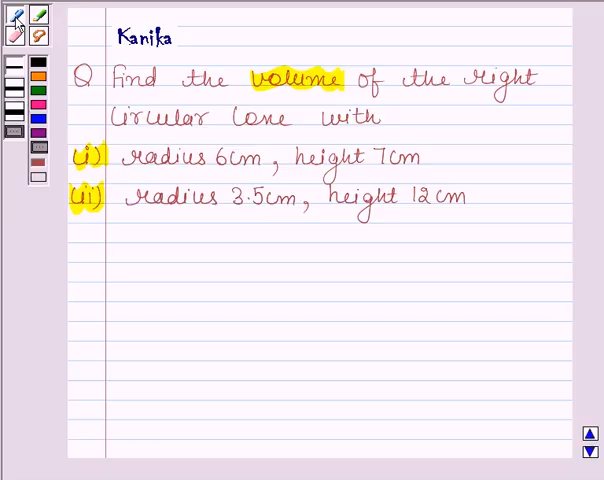 Kanika
Q find the volume of the right
circular cone with
(i) radius 6cm, height 7cm
(ii) radius 3.5cm, height 12cm